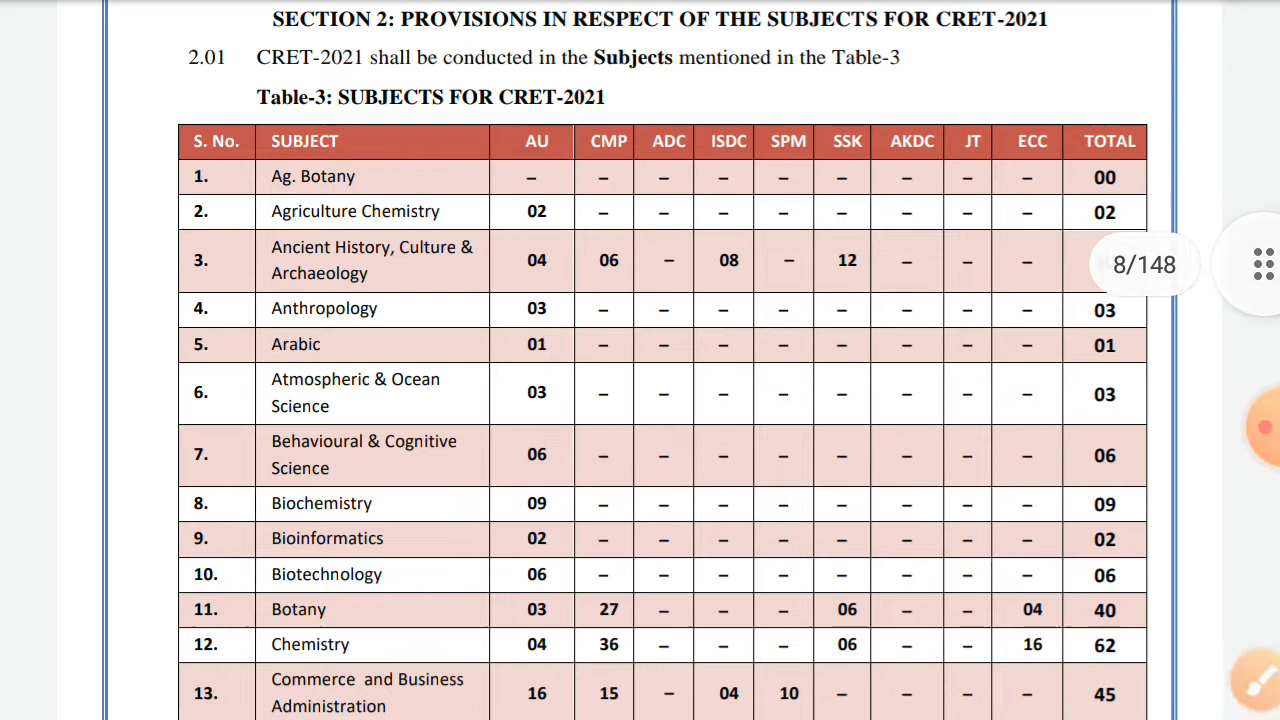 SECTION 2: PROVISIONS IN RESPECT OF THE SUBJECTS FOR CRET-2021
2.01 CRET-2021 shall be conducted in the Subjects mentioned in the Table-3
Table-3: SUBJECTS FOR CRET-2021
S. No. SUBJECT AU CMP ADC ISDC SPM SSK AKDC JT ECC TOTAL
1. Ag. Botany – – – – – – – – – 00
2. Agriculture Chemistry 02 – – – – – – – – 02
Ancient History, Culture &
3. Archaeology 04 06 – 08 – 12 – – –
8/148
4. Anthropology 03 – – – – – – – – 03
5. Arabic 01 – – – – – – – – 01
Atmospheric & Ocean
6. Science 03 – – – – – – – – 03
Behavioural & Cognitive
7. Science 06 – – – – – – – – 06
8. Biochemistry 09 – – – – – – – – 09
9. Bioinformatics 02 – – – – – – – – 02
10. Biotechnology 06 – – – – – – – – 06
11. Botany 03 27 – – – 06 – – 04 40
12. Chemistry 04 36 – – – 06 – – 16 62
Commerce and Business
13. Administration 16 15 – 04 10 – – – – 45